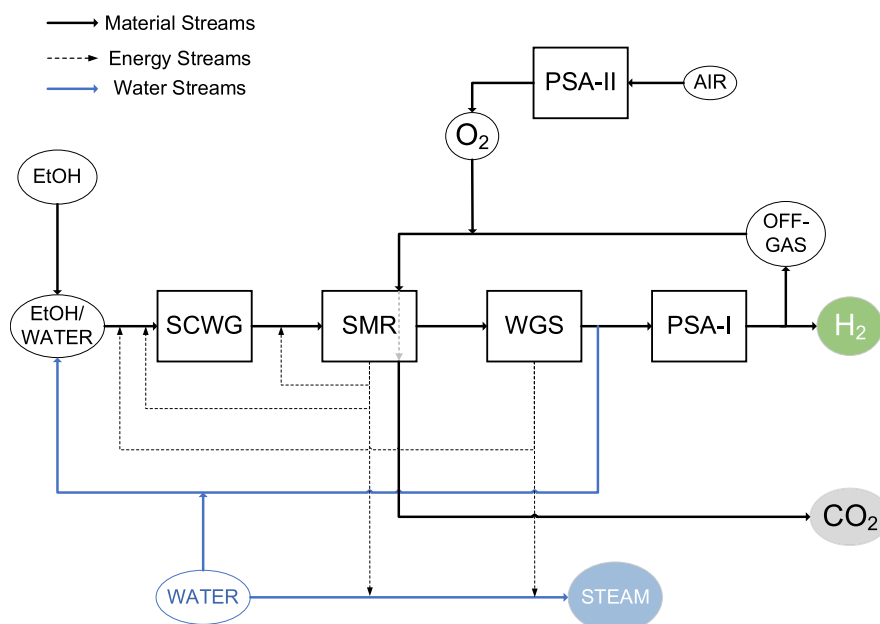 Material Streams
Energy Streams
Water Streams
PSA-II
AIR
O₂
EtOH
OFF-
GAS
EtOH/
WATER
SCWG
SMR
WGS
PSA-I
H₂
CO₂
WATER
STEAM